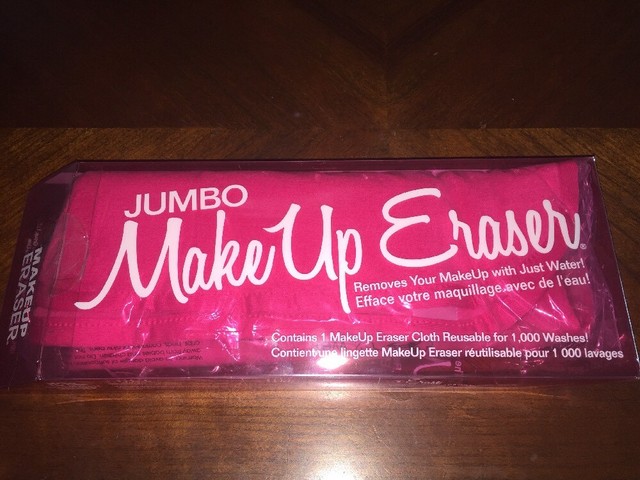 JUMBO
MakeUp Eraser®
Removes Your MakeUp with Just Water!
Efface votre maquillage avec de l'éau!
Contains 1 MakeUp Eraser Cloth Reusable for 1,000 Washes!
Contient une lingette MakeUp Eraser réutilisable pour 1 000 lavages
MAKEUP
ERASER